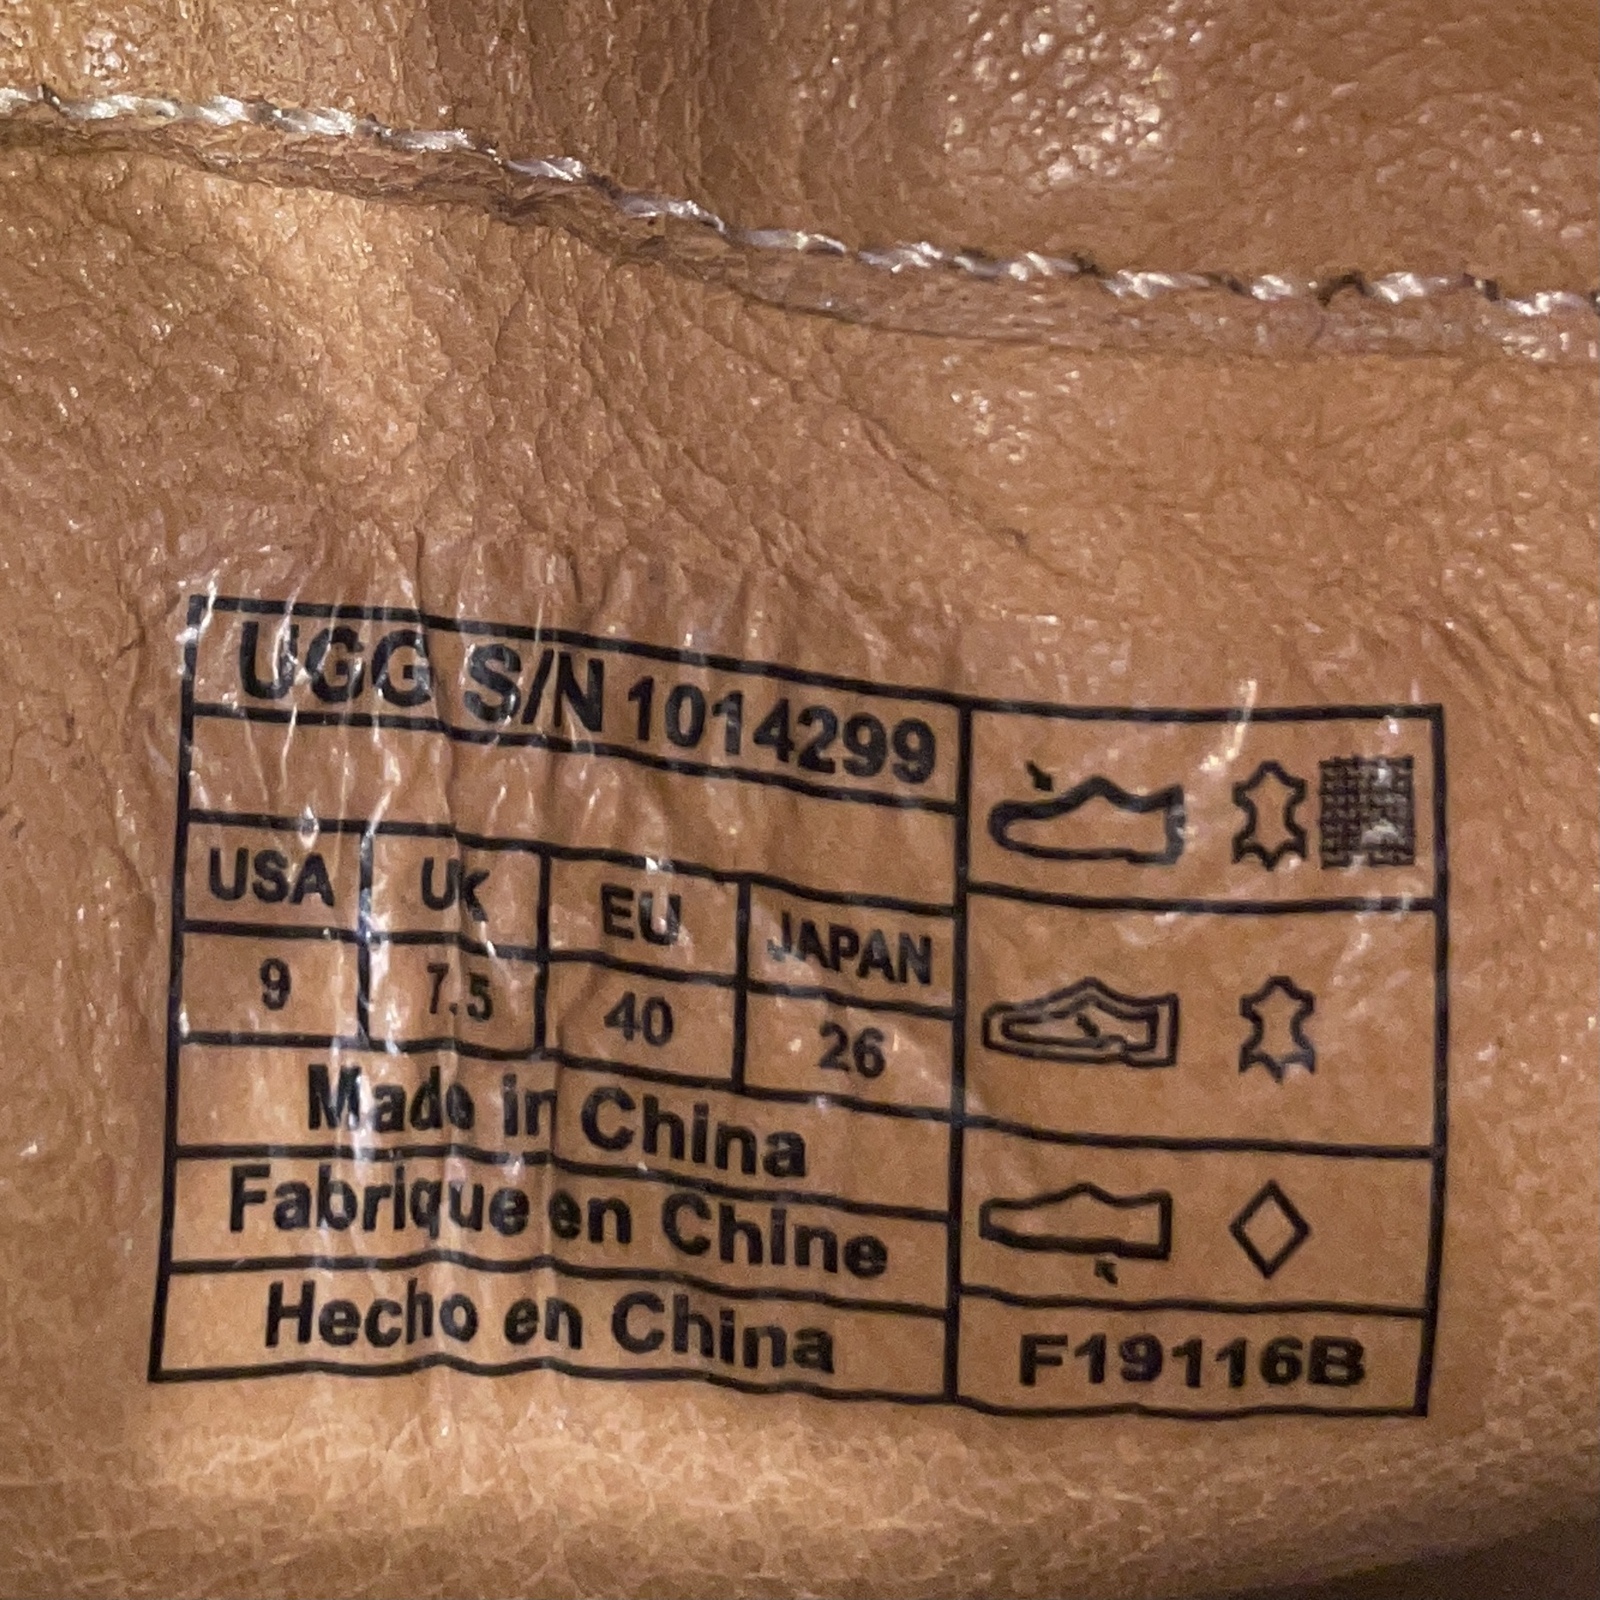 UGG S/N 1014299
USA UK EU JAPAN
9 7.5 40 26
Made in China
Fabrique en Chine
Hecho en China
F19116B